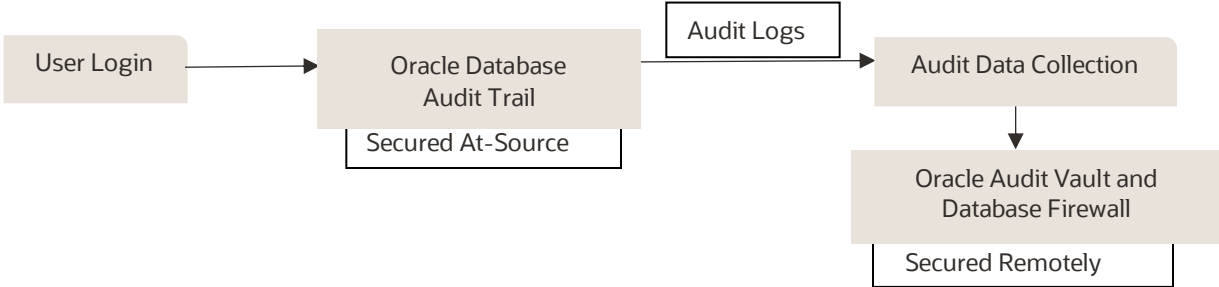 User Login
Oracle Database
Audit Trail
Secured At-Source
Audit Logs
Audit Data Collection
Oracle Audit Vault and
Database Firewall
Secured Remotely